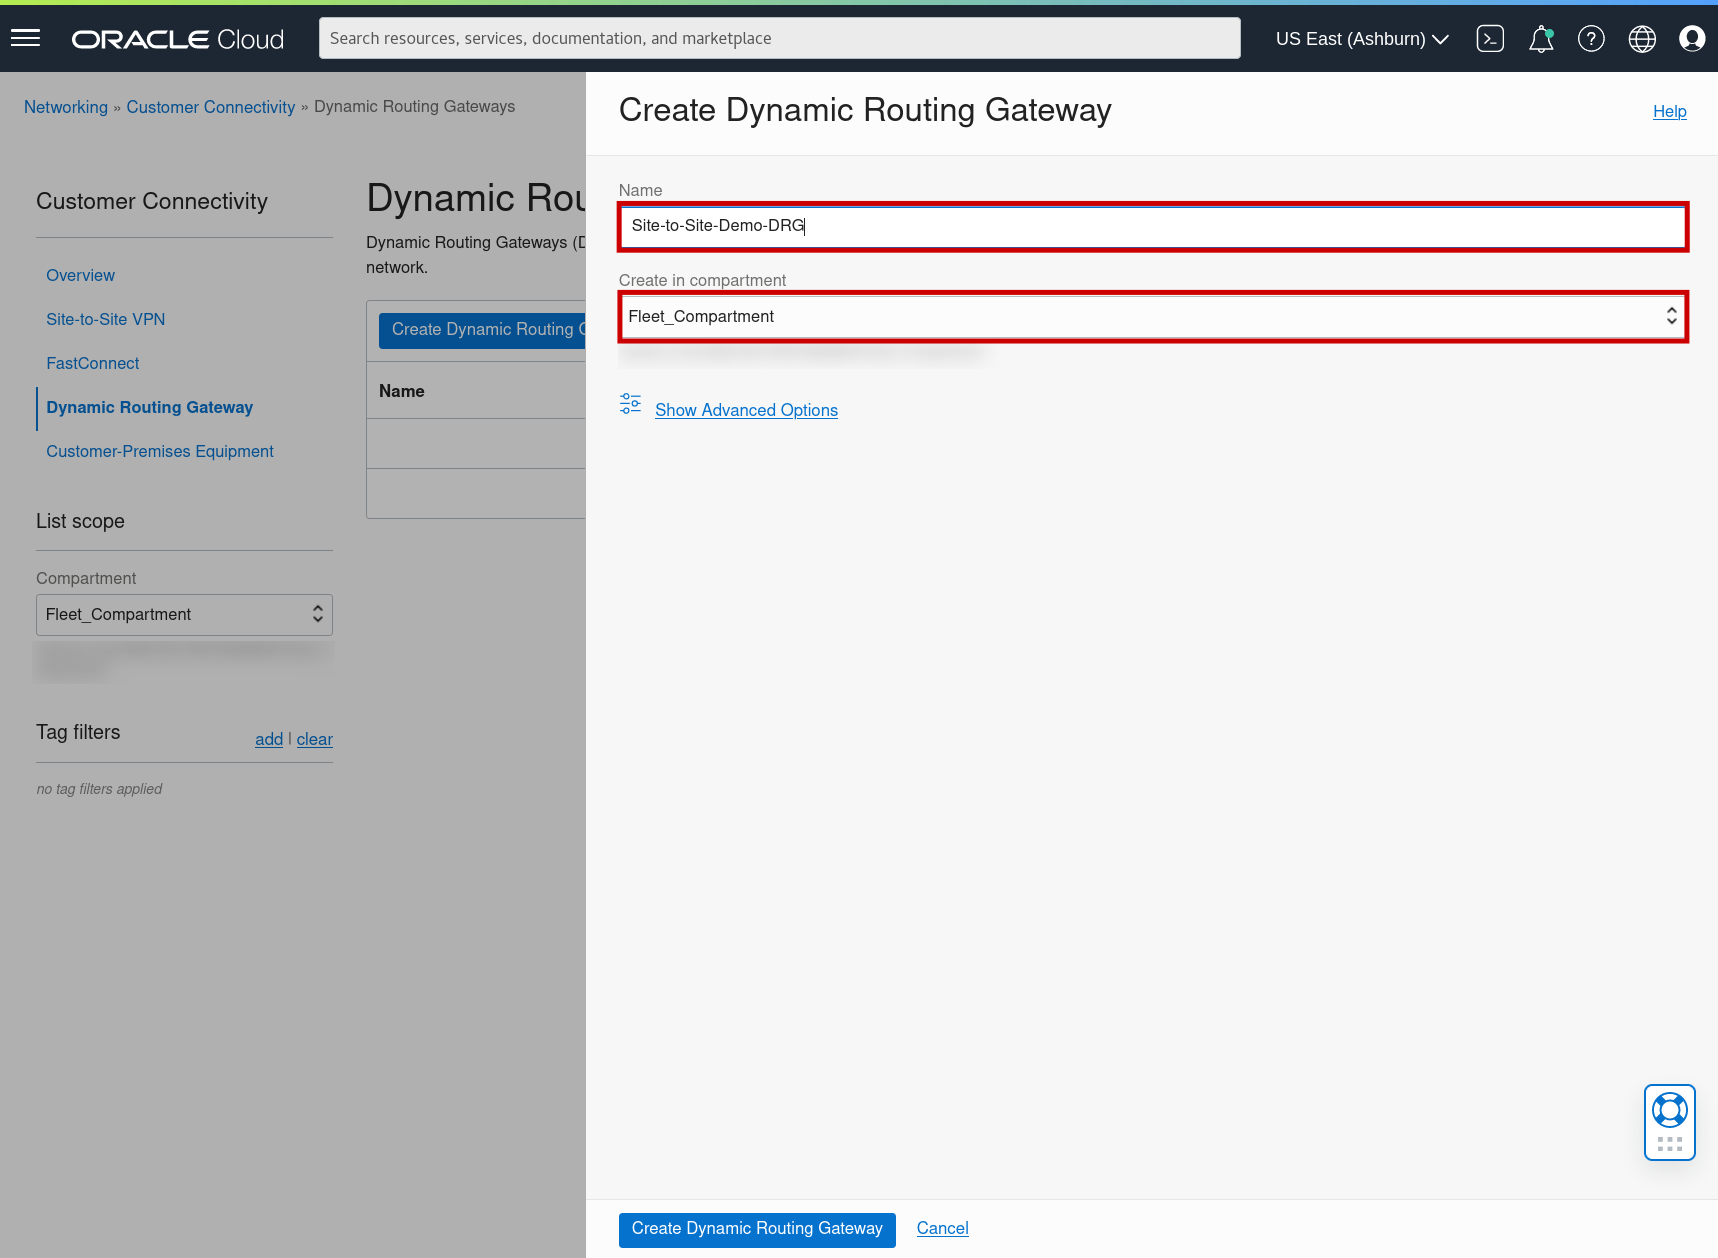 ORACLE Cloud
Search resources, services, documentation, and marketplace
US East (Ashburn)
Networking » Customer Connectivity » Dynamic Routing Gateways
Customer Connectivity
Overview
Site-to-Site VPN
FastConnect
Dynamic Routing Gateway
Customer-Premises Equipment
List scope
Compartment
Fleet_Compartment
Tag filters
add | clear
no tag filters applied
Dynamic Rou
Dynamic Routing Gateways (D
network.
Create Dynamic Routing G
Name
Create Dynamic Routing Gateway
Help
Name
Site-to-Site-Demo-DRG
Create in compartment
Fleet_Compartment
Show Advanced Options
Create Dynamic Routing Gateway
Cancel